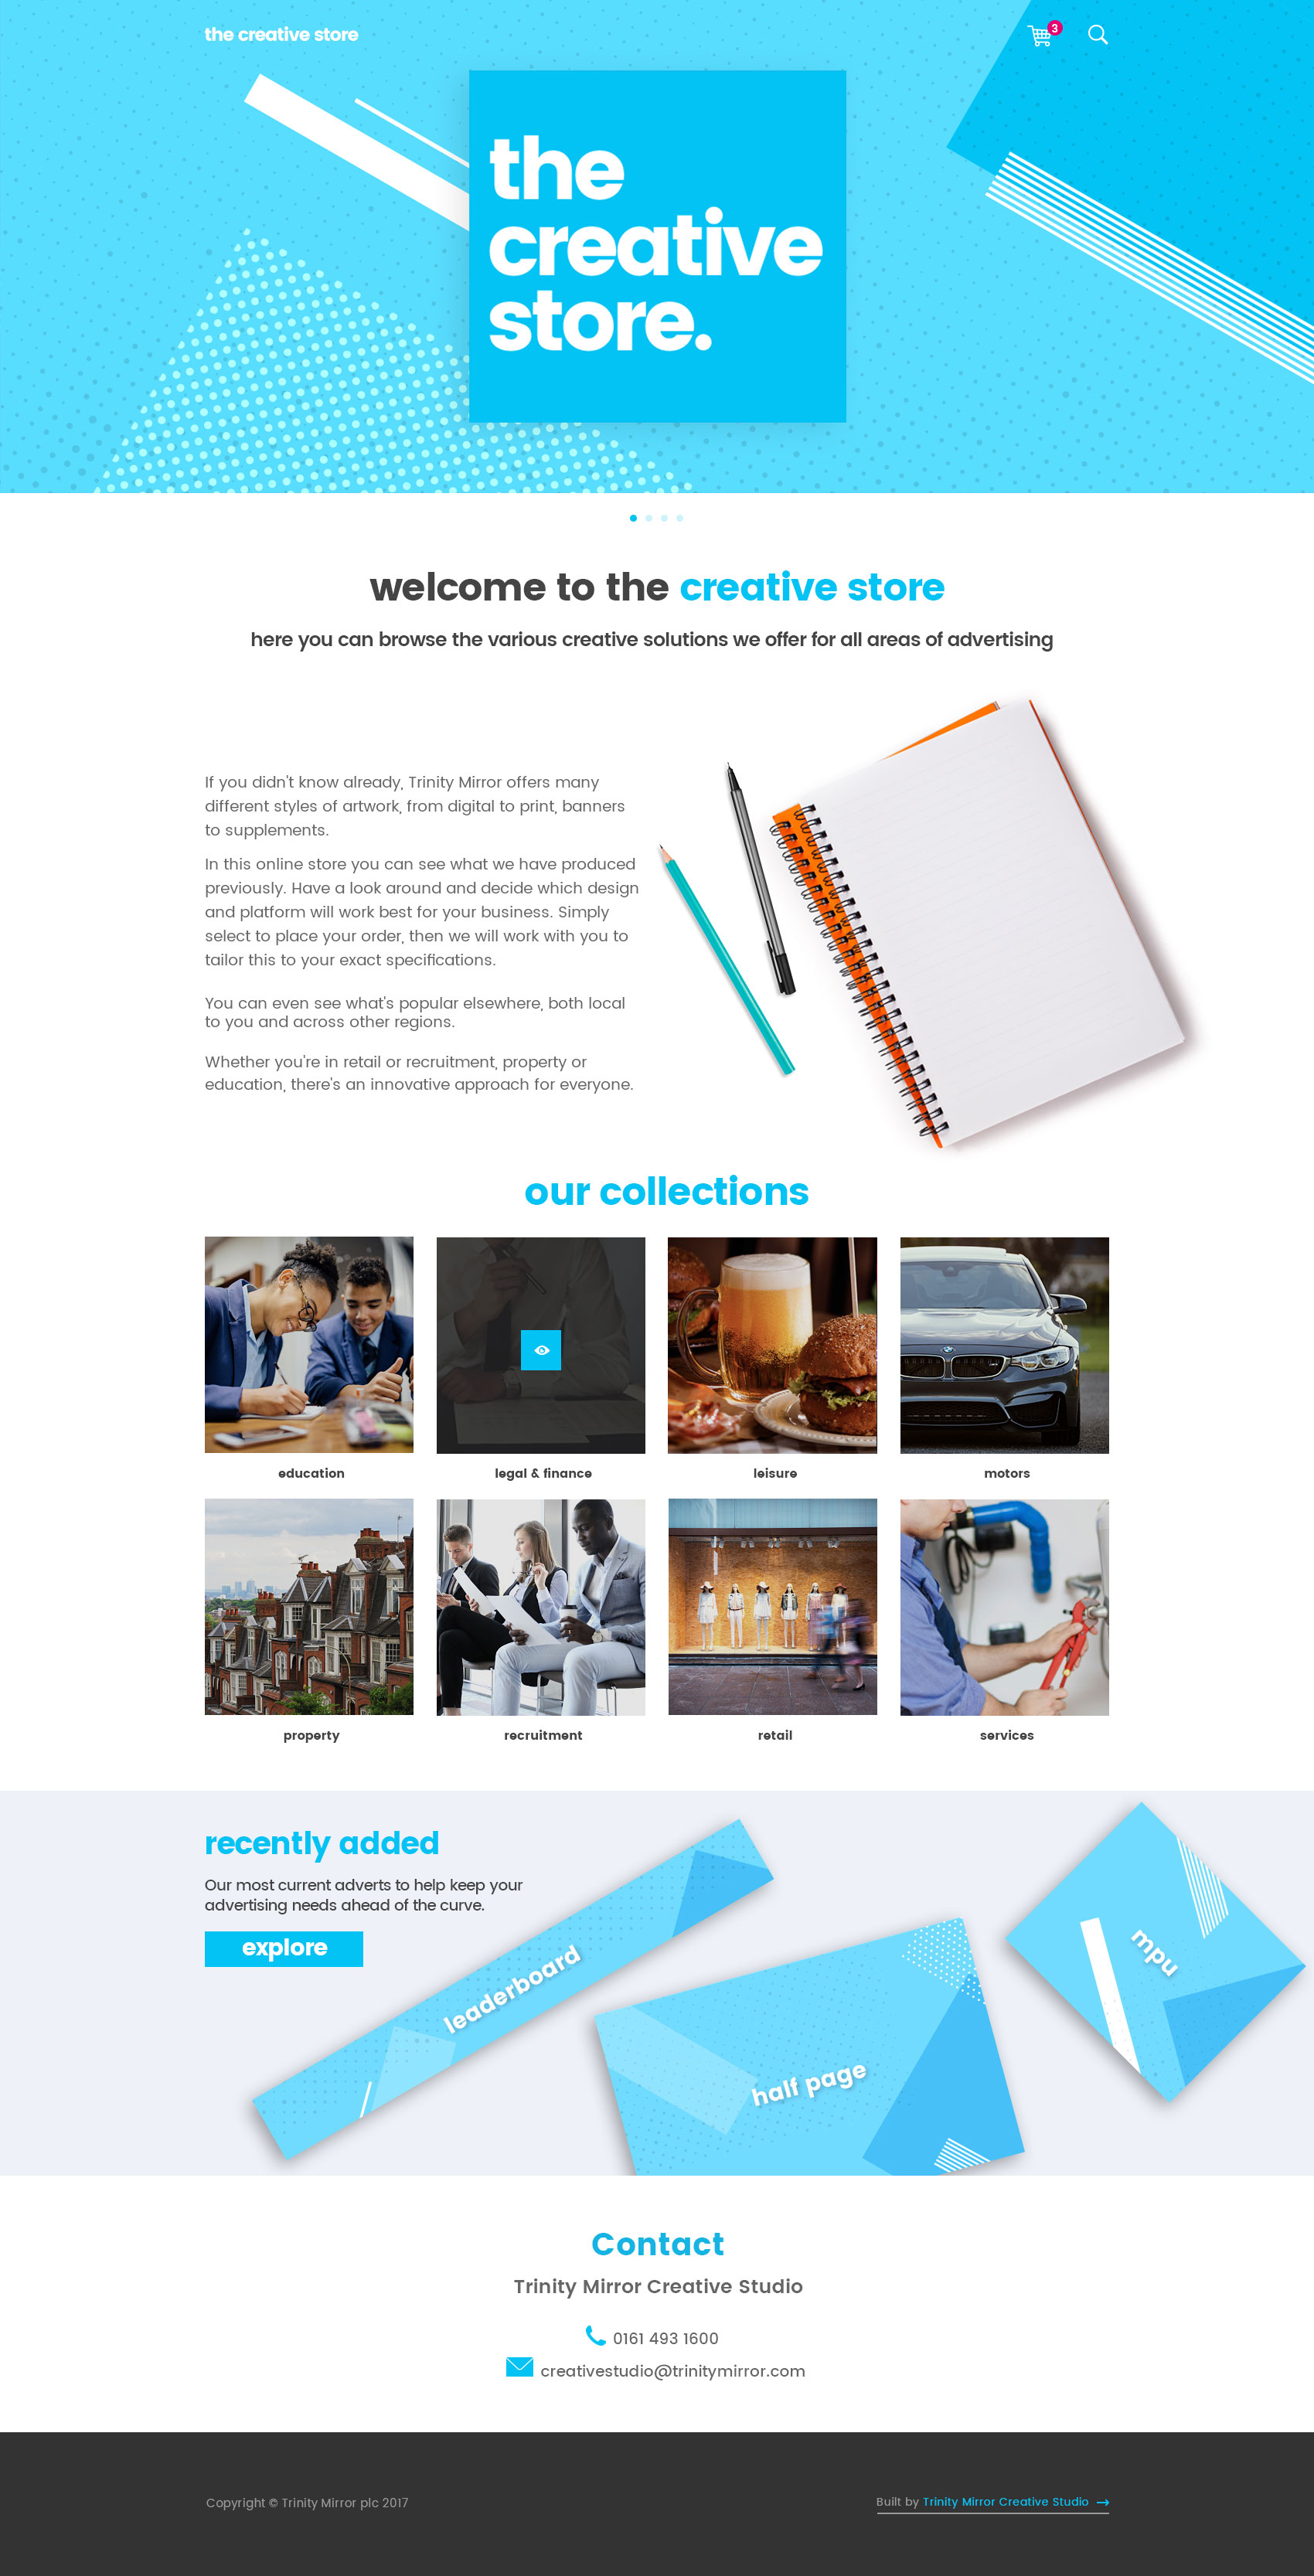 the creative store
3
the
creative
store.
welcome to the creative store
here you can browse the various creative solutions we offer for all areas of advertising
If you didn't know already, Trinity Mirror offers many
different styles of artwork, from digital to print, banners
to supplements.
In this online store you can see what we have produced
previously. Have a look around and decide which design
and platform will work best for your business. Simply
select to place your order, then we will work with you to
tailor this to your exact specifications.
You can even see what's popular elsewhere, both local
to you and across other regions.
Whether you're in retail or recruitment, property or
education, there's an innovative approach for everyone.
our collections
education
legal & finance
leisure
motors
property
recruitment
retail
services
recently added
Our most current adverts to help keep your
advertising needs ahead of the curve.
explore
leaderboard
half page
mpu
Contact
Trinity Mirror Creative Studio
0161 493 1600
creativestudio@trinitymirror.com
Copyright © Trinity Mirror plc 2017
Built by Trinity Mirror Creative Studio